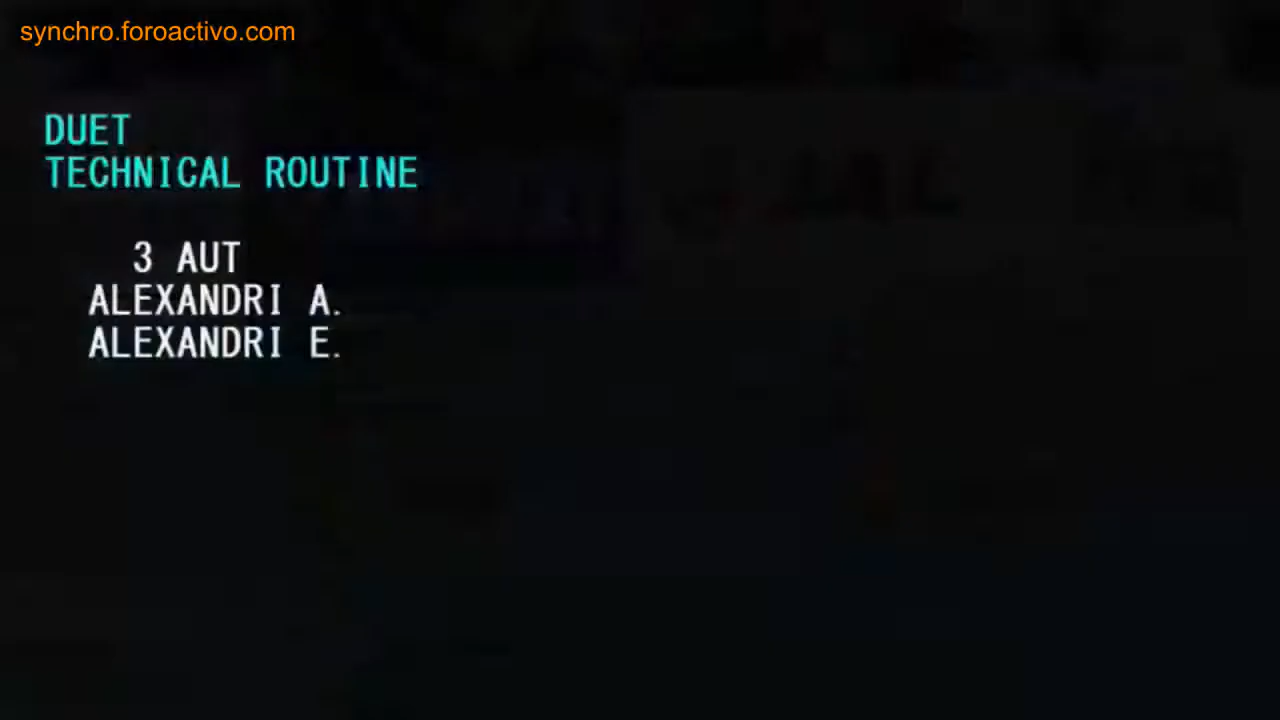 synchro.foroactivo.com
DUET
TECHNICAL ROUTINE
3 AUT
ALEXANDRI A.
ALEXANDRI E.